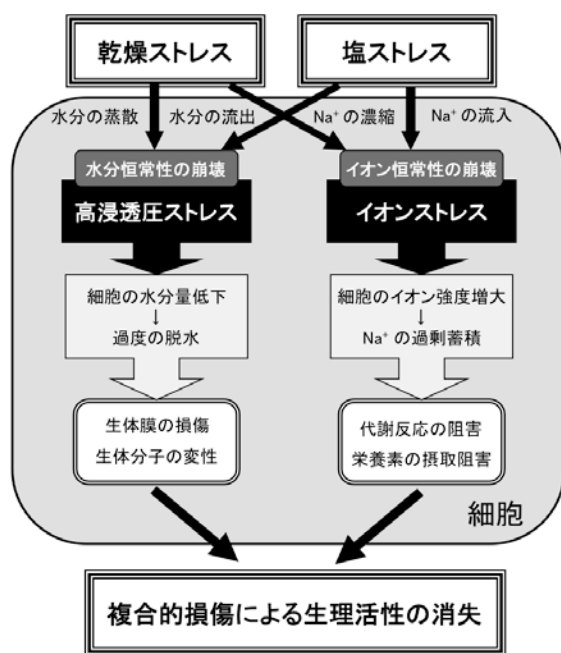 乾燥ストレス
塩ストレス
水分の蒸散
水分の流出
Na⁺の濃縮
Na⁺の流入
水分恒常性の崩壊
イオン恒常性の崩壊
高浸透圧ストレス
イオンストレス
細胞の水分量低下
↓
過度の脱水
細胞のイオン強度増大
↓
Na⁺の過剰蓄積
生体膜の損傷
生体分子の変性
代謝反応の阻害
栄養素の摂取阻害
細胞
複合的損傷による生理活性の消失